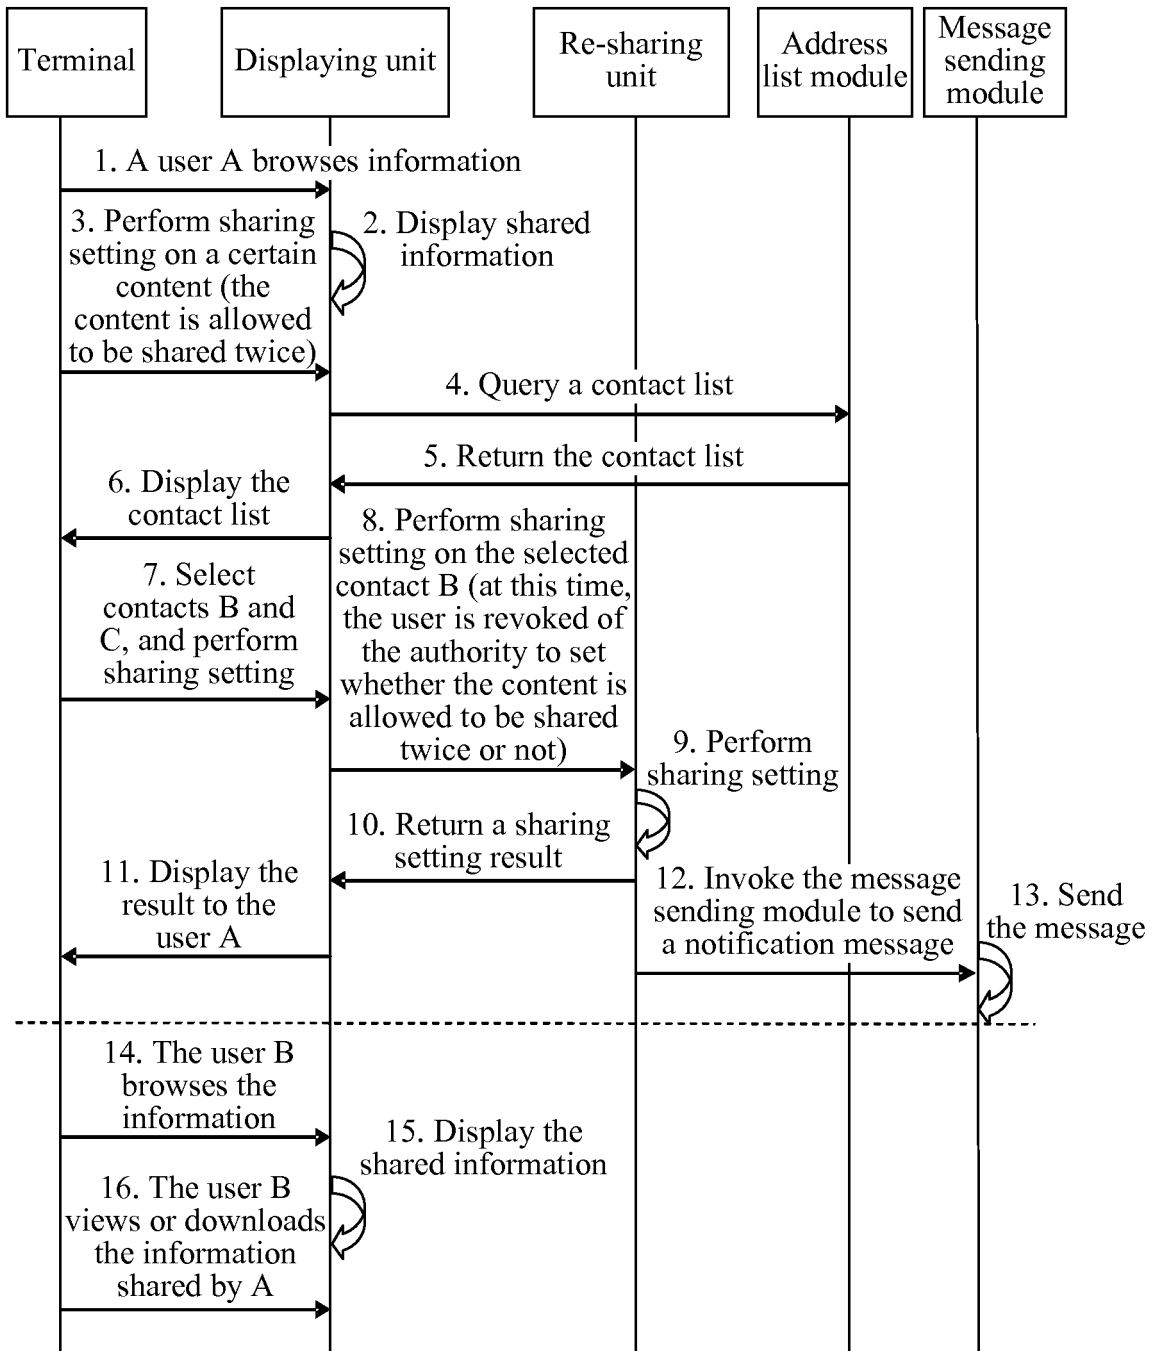 Terminal
Displaying unit
Re-sharing
unit
Address
list module
Message
sending
module
1. A user A browses information
2. Display shared
information
3. Perform sharing
setting on a certain
content (the
content is allowed
to be shared twice)
4. Query a contact list
5. Return the contact list
6. Display the
contact list
7. Select
contacts B and
C, and perform
sharing setting
8. Perform sharing
setting on the selected
contact B (at this time,
the user is revoked of
the authority to set
whether the content is
allowed to be shared
twice or not)
9. Perform
sharing setting
10. Return a sharing
setting result
11. Display the
result to the
user A
12. Invoke the message
sending module to send
a notification message
13. Send
the message
14. The user B
browses the
information
15. Display the
shared information
16. The user B
views or downloads
the information
shared by A